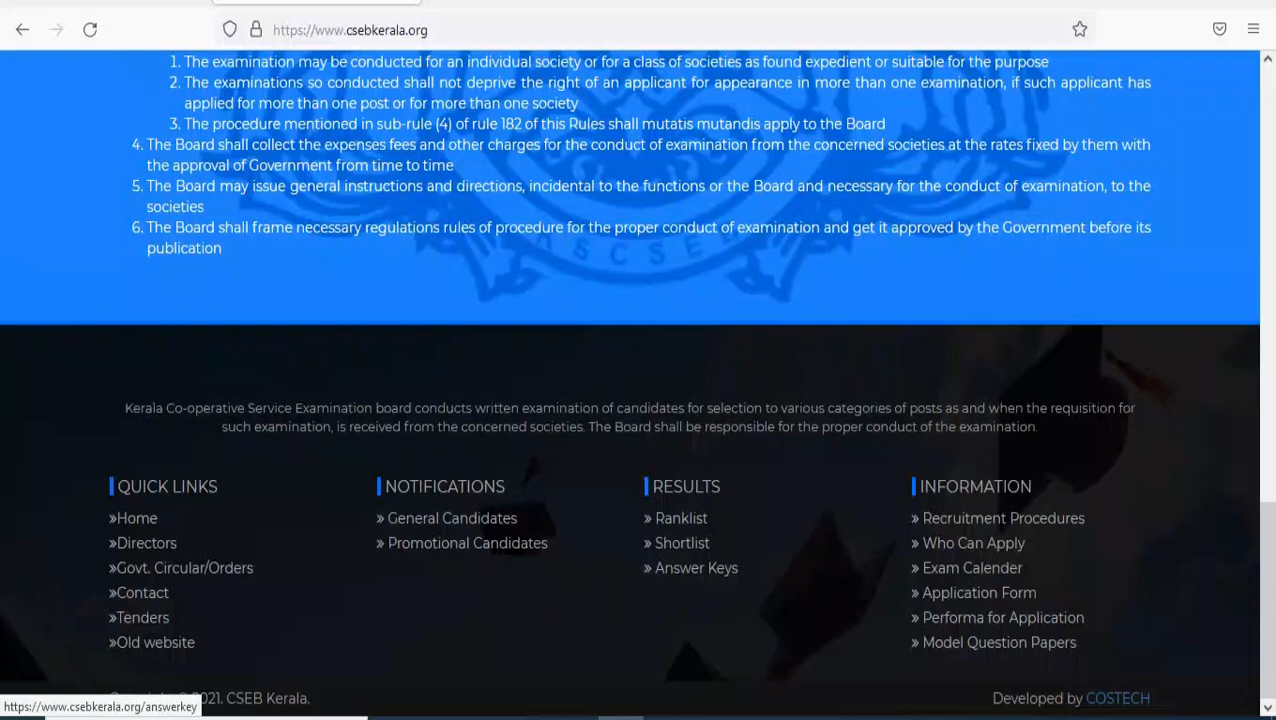 https://www.csebkerala.org
1. The examination may be conducted for an individual society or for a class of societies as found expedient or suitable for the purpose
2. The examinations so conducted shall not deprive the right of an applicant for appearance in more than one examination, if such applicant has
applied for more than one post or for more than one society
3. The procedure mentioned in sub-rule (4) of rule 182 of this Rules shall mutatis mutandis apply to the Board
4. The Board shall collect the expenses fees and other charges for the conduct of examination from the concerned societies at the rates fixed by them with
the approval of Government from time to time
5. The Board may issue general instructions and directions, incidental to the functions or the Board and necessary for the conduct of examination, to the
societies
6. The Board shall frame necessary regulations rules of procedure for the proper conduct of examination and get it approved by the Government before its
publication
Kerala Co-operative Service Examination board conducts written examination of candidates for selection to various categories of posts as and when the requisition for
such examination, is received from the concerned societies. The Board shall be responsible for the proper conduct of the examination.
QUICK LINKS
»Home
»Directors
»Govt. Circular/Orders
»Contact
»Tenders
»Old website
NOTIFICATIONS
» General Candidates
» Promotional Candidates
RESULTS
» Ranklist
» Shortlist
» Answer Keys
INFORMATION
» Recruitment Procedures
» Who Can Apply
» Exam Calender
» Application Form
» Performa for Application
» Model Question Papers
2021. CSEB Kerala.
Developed by COSTECH
https://www.csebkerala.org/answerkey